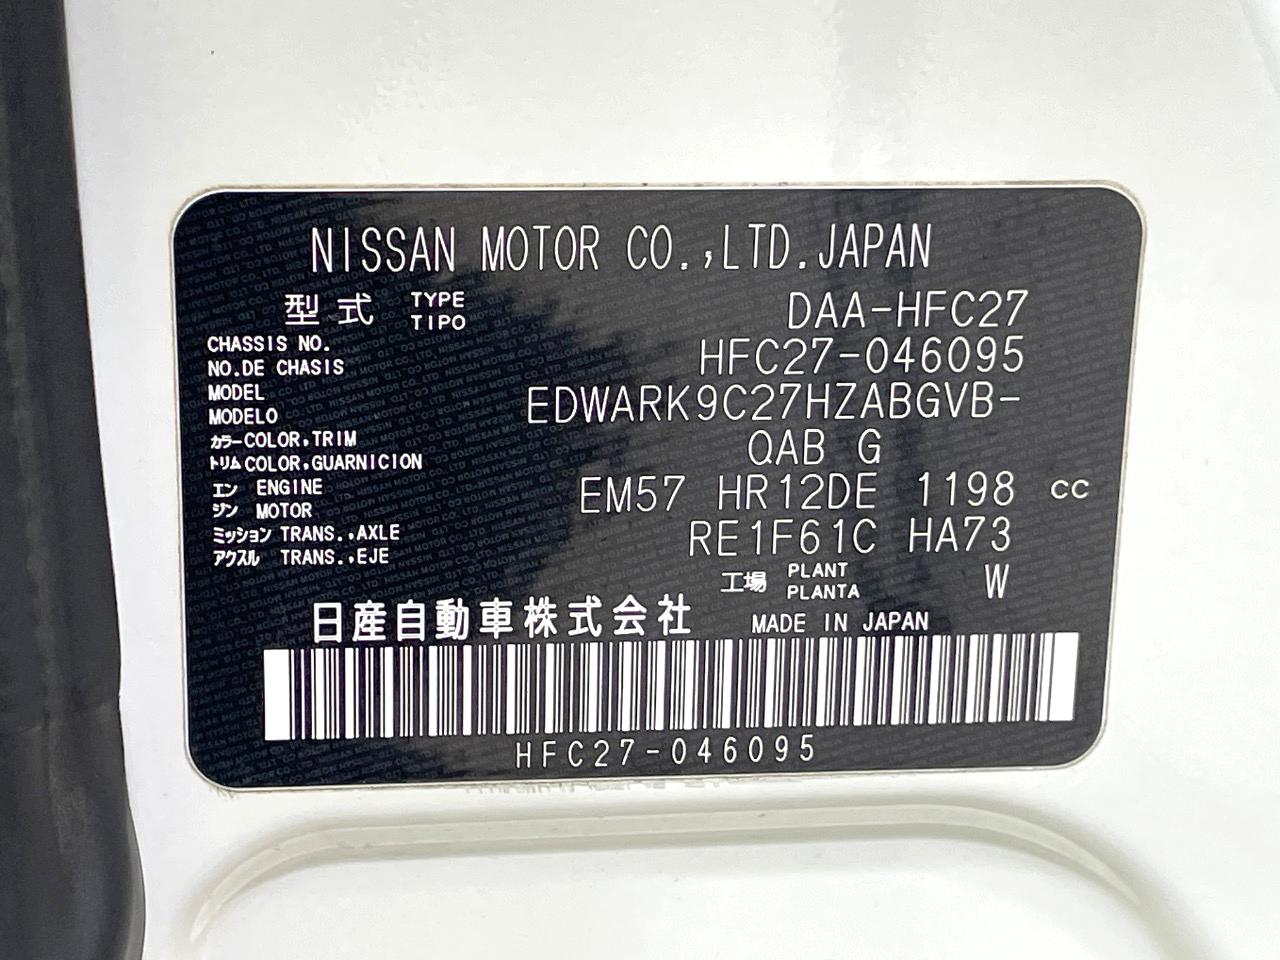 NISSAN MOTOR CO.,LTD.JAPAN
型式 TYPE TIPO DAA-HFC27
CHASSIS NO.
NO.DE CHASIS HFC27-046095
MODEL
MODELO EDWARK9C27HZABGVB-
カラー COLOR,TRIM
トリム COLOR,GUARNICION QAB G
エン ENGINE
ジン MOTOR EM57 HR12DE 1198 cc
ミッション TRANS.,AXLE
アクスル TRANS.,EJE RE1F61C HA73
工場 PLANT PLANTA W
日産自動車株式会社 MADE IN JAPAN
HFC27-046095